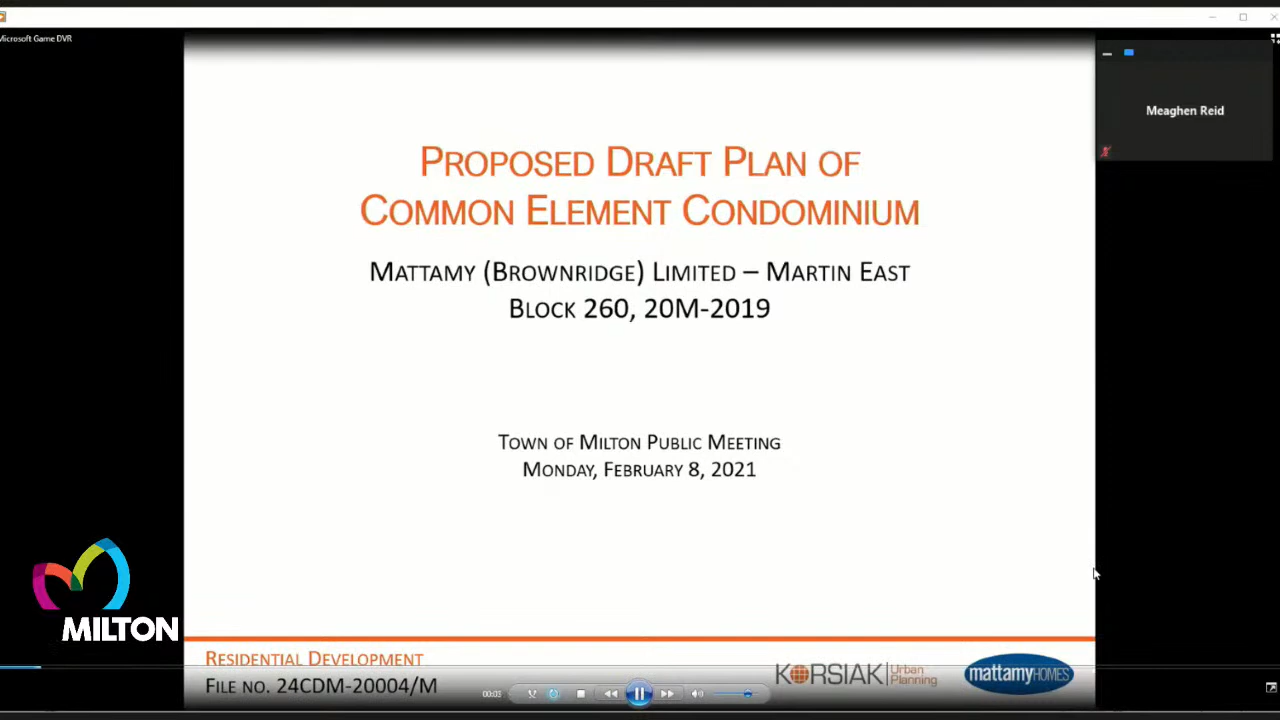 Microsoft Game DVR
Meaghen Reid
PROPOSED DRAFT PLAN OF
COMMON ELEMENT CONDOMINIUM
MATTAMY (BROWNRIDGE) LIMITED – MARTIN EAST
BLOCK 260, 20M-2019
TOWN OF MILTON PUBLIC MEETING
MONDAY, FEBRUARY 8, 2021
MILTON
RESIDENTIAL DEVELOPMENT
FILE NO. 24CDM-20004/M
KORSIAK Urban Planning
mattamyHOMES
00:03